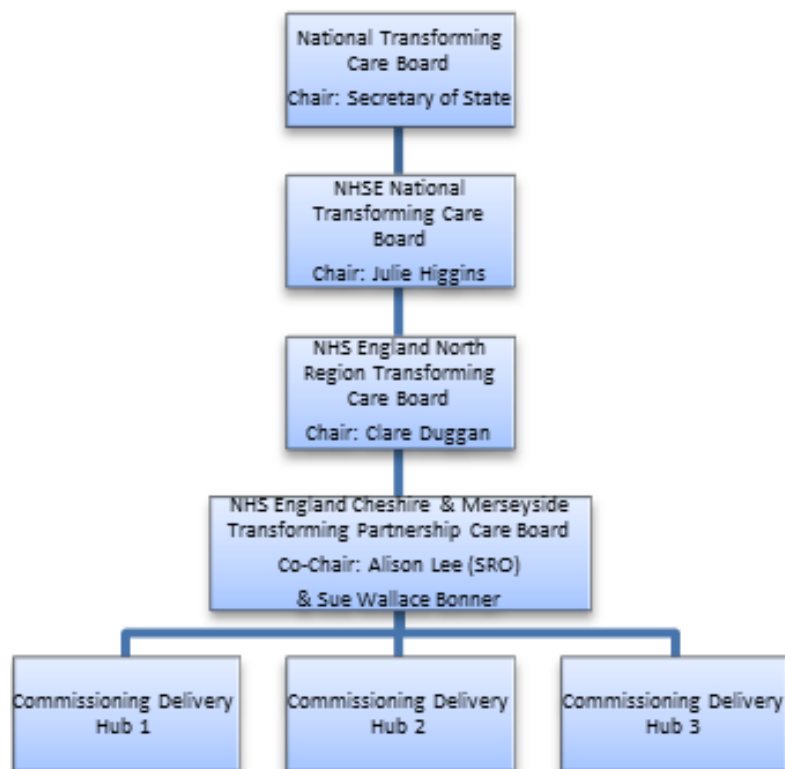 National Transforming
Care Board
Chair: Secretary of State
NHSE National
Transforming Care
Board
Chair: Julie Higgins
NHS England North
Region Transforming
Care Board
Chair: Clare Duggan
NHS England Cheshire & Merseyside
Transforming Partnership Care Board
Co-Chair: Alison Lee (SRO)
& Sue Wallace Bonner
Commissioning Delivery
Hub 1
Commissioning Delivery
Hub 2
Commissioning Delivery
Hub 3